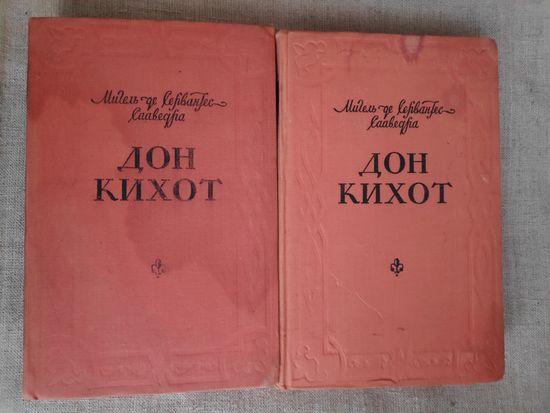 Мигель де Сервантес
Сааведра
ДОН
КИХОТ
Мигель де Сервантес
Сааведра
ДОН
КИХОТ